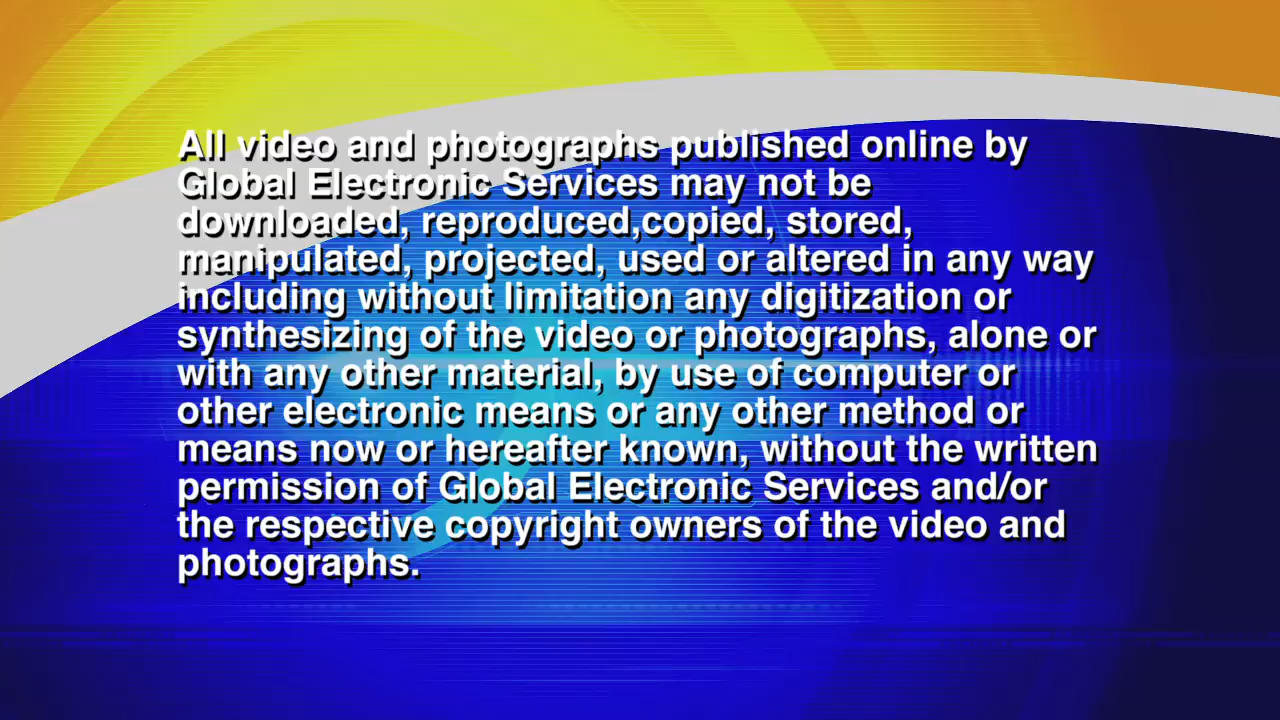 All video and photographs published online by
Global Electronic Services may not be
downloaded, reproduced,copied, stored,
manipulated, projected, used or altered in any way
including without limitation any digitization or
synthesizing of the video or photographs, alone or
with any other material, by use of computer or
other electronic means or any other method or
means now or hereafter known, without the written
permission of Global Electronic Services and/or
the respective copyright owners of the video and
photographs.